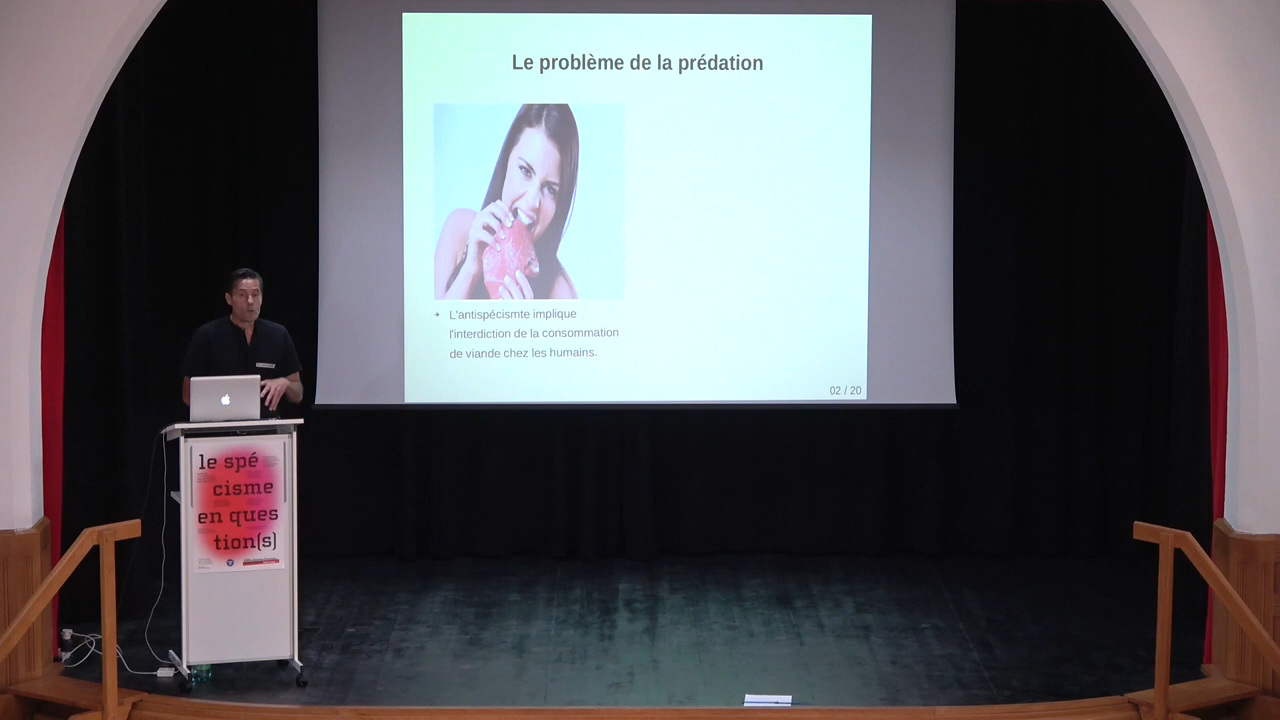 Le problème de la prédation
➔ L'antispécismte implique
l'interdiction de la consommation
de viande chez les humains.
02 / 20
le spé
cisme
en ques
tion(s)